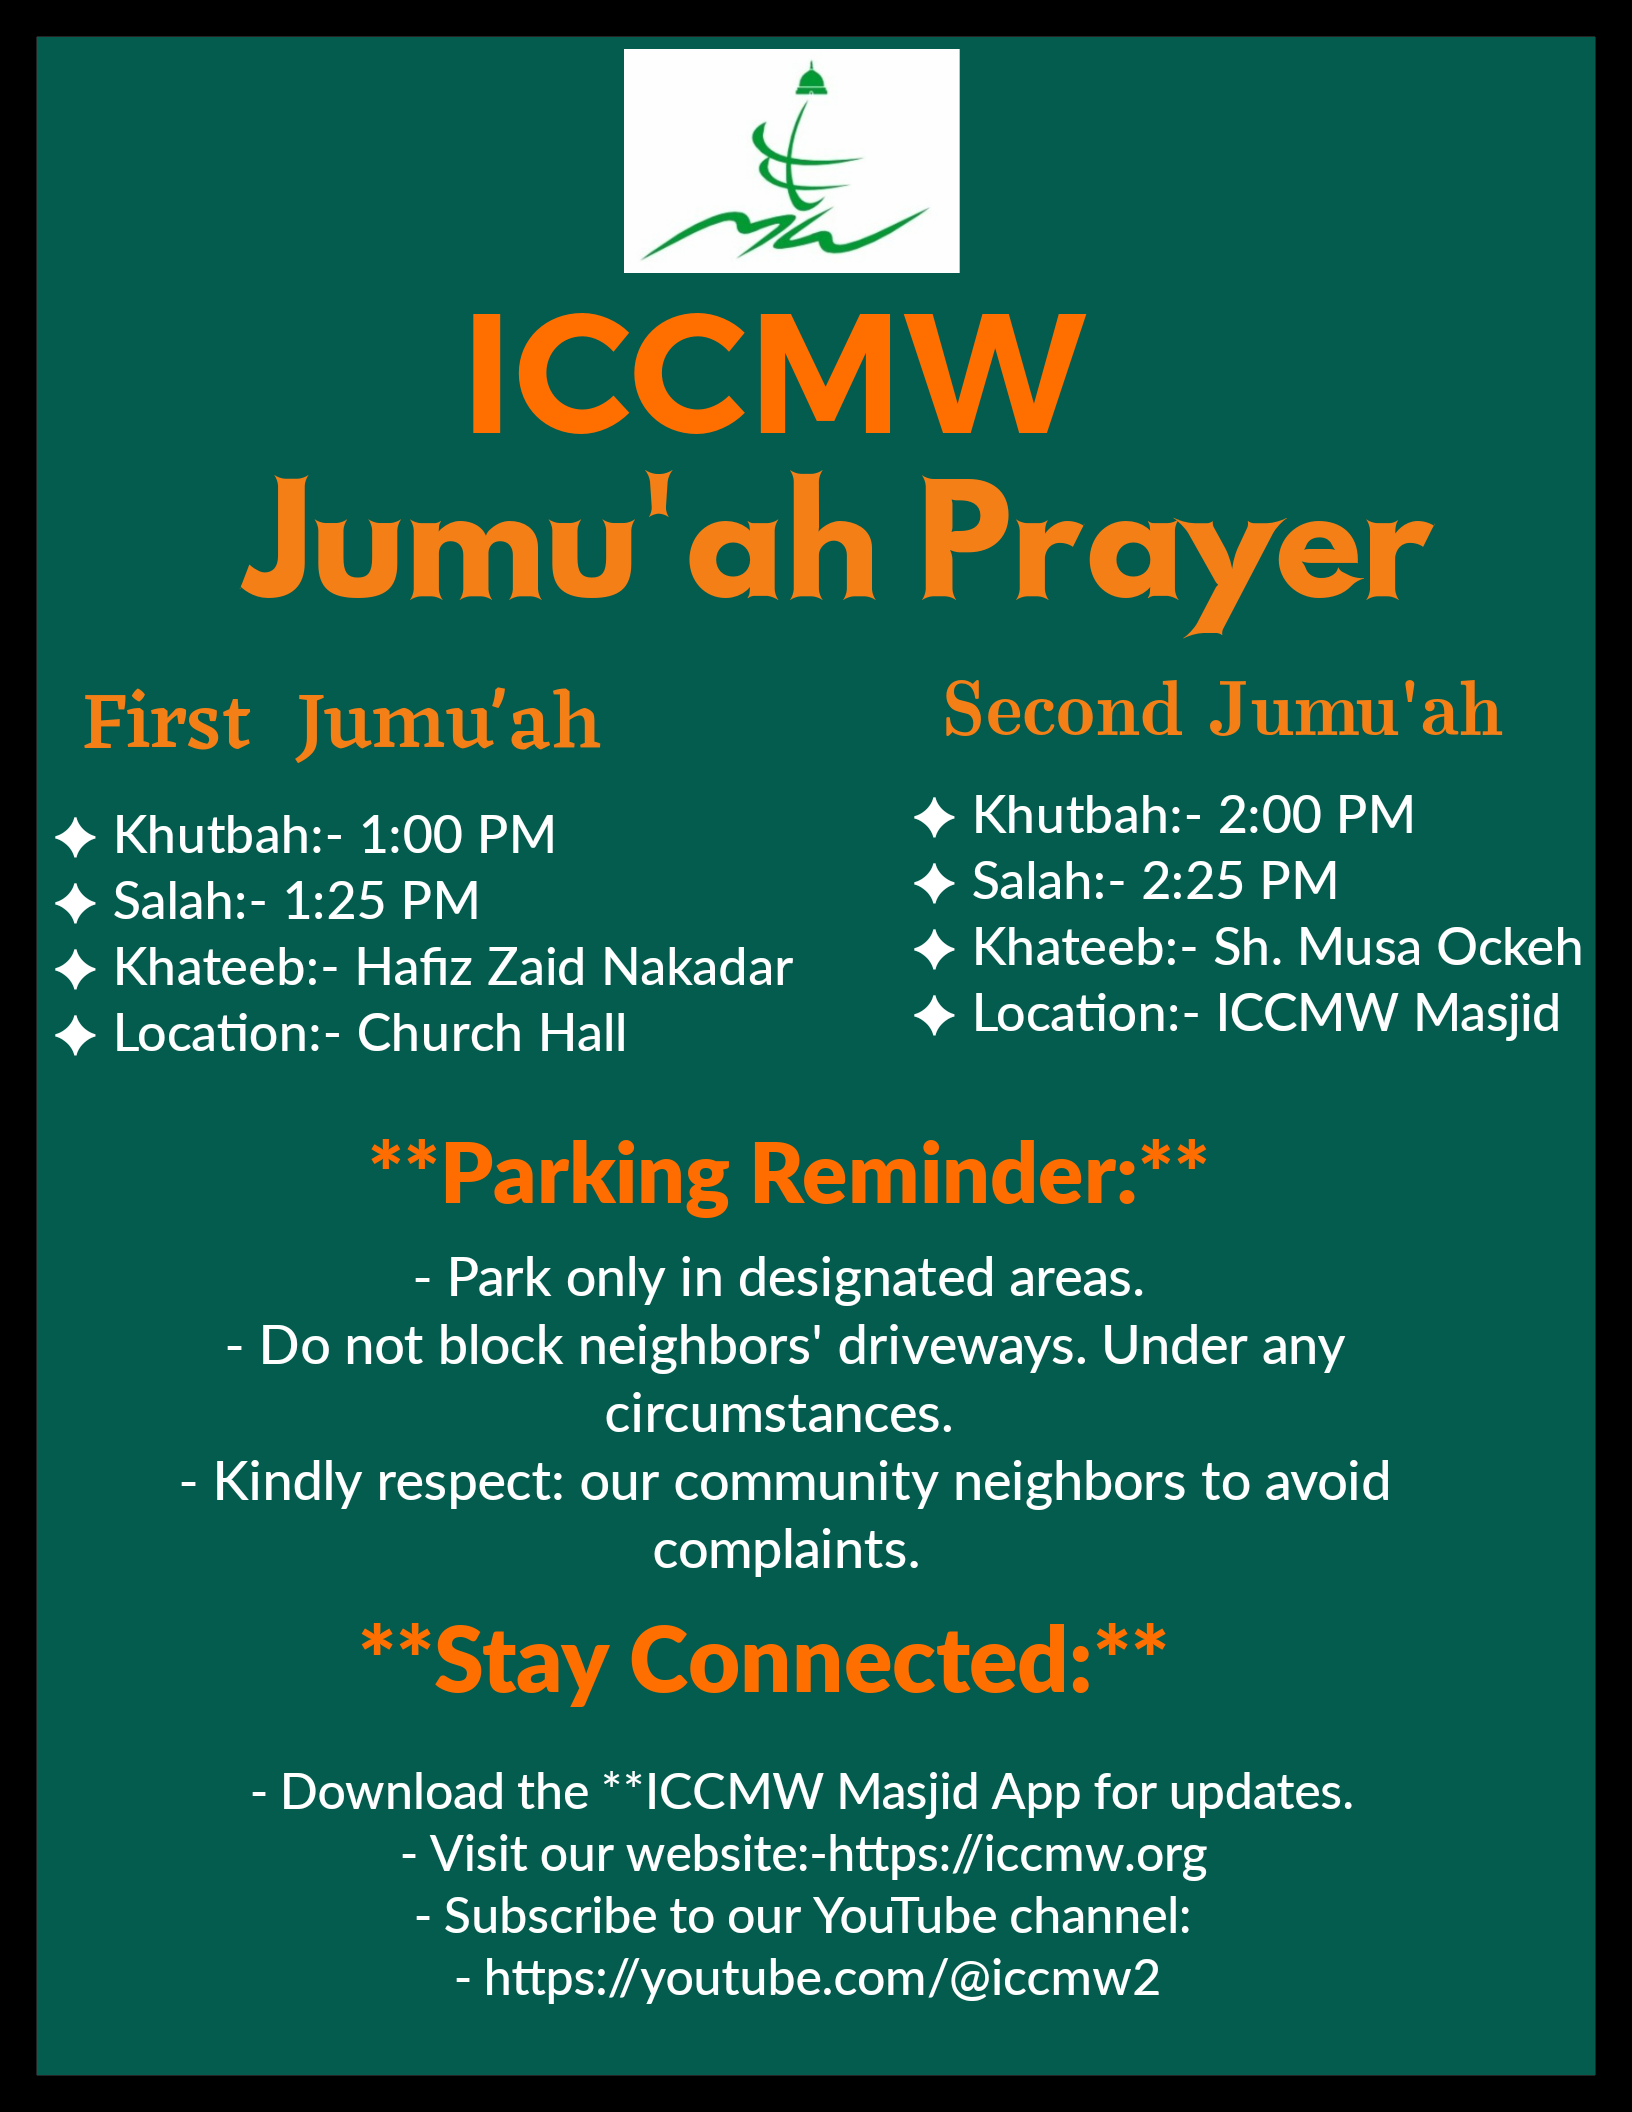 ICCMW
Jumu'ah Prayer
First Jumu'ah
✦ Khutbah:- 1:00 PM
✦ Salah:- 1:25 PM
✦ Khateeb:- Hafiz Zaid Nakadar
✦ Location:- Church Hall
Second Jumu'ah
✦ Khutbah:- 2:00 PM
✦ Salah:- 2:25 PM
✦ Khateeb:- Sh. Musa Ockeh
✦ Location:- ICCMW Masjid
**Parking Reminder:**
- Park only in designated areas.
- Do not block neighbors' driveways. Under any
circumstances.
- Kindly respect: our community neighbors to avoid
complaints.
**Stay Connected:**
- Download the **ICCMW Masjid App for updates.
- Visit our website:-https://iccmw.org
- Subscribe to our YouTube channel:
- https://youtube.com/@iccmw2